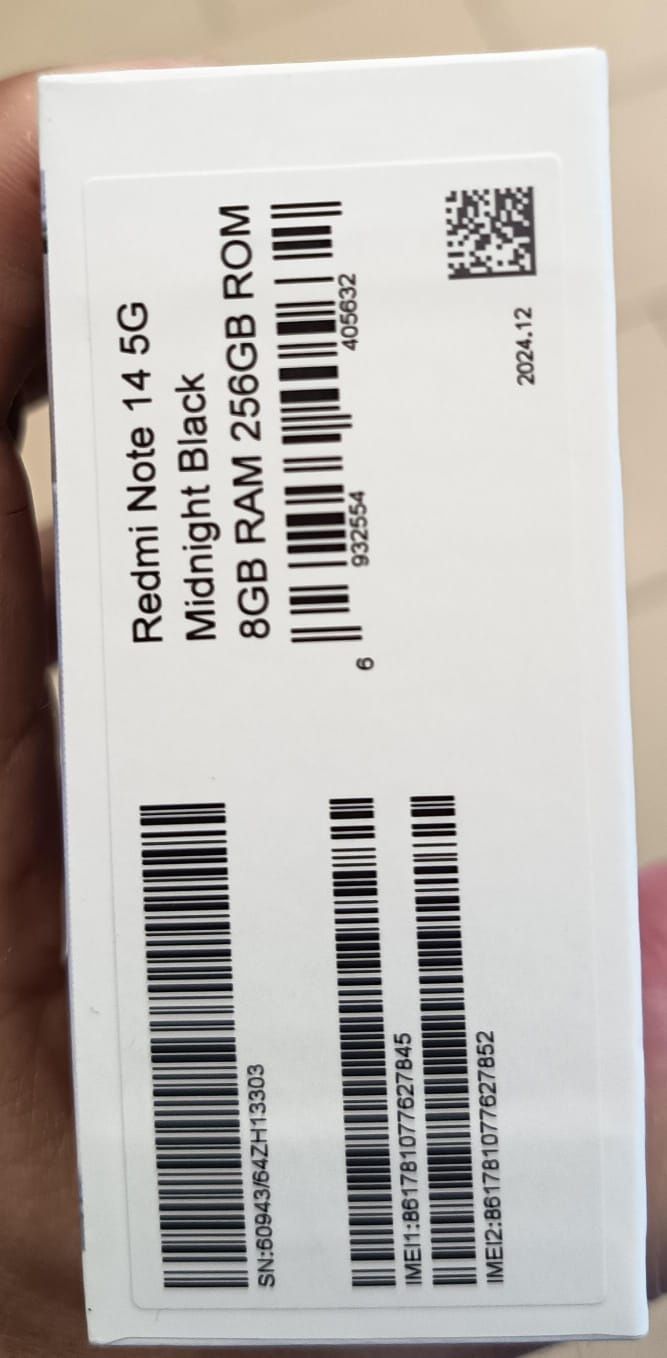 Redmi Note 14 5G
Midnight Black
8GB RAM 256GB ROM
6 932554 405632
2024.12
SN:60943/64ZH13303
IMEI1:861781077627845
IMEI2:861781077627852